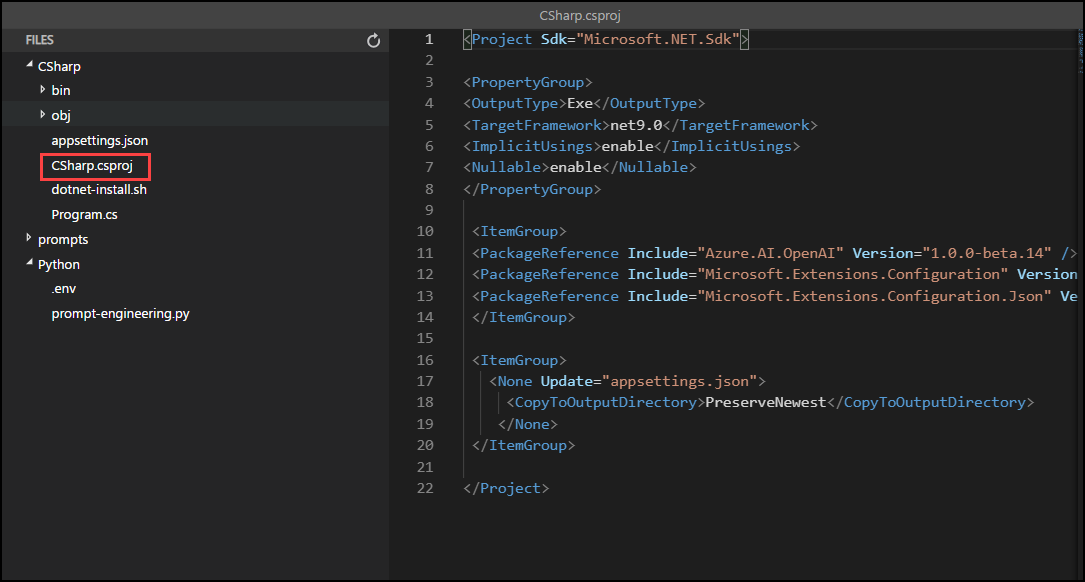 CSharp.csproj
FILES
CSharp
bin
obj
appsettings.json
CSharp.csproj
dotnet-install.sh
Program.cs
prompts
Python
.env
prompt-engineering.py
1 <Project Sdk="Microsoft.NET.Sdk">
2
3 <PropertyGroup>
4 <OutputType>Exe</OutputType>
5 <TargetFramework>net9.0</TargetFramework>
6 <ImplicitUsings>enable</ImplicitUsings>
7 <Nullable>enable</Nullable>
8 </PropertyGroup>
9
10 <ItemGroup>
11 <PackageReference Include="Azure.AI.OpenAI" Version="1.0.0-beta.14" />
12 <PackageReference Include="Microsoft.Extensions.Configuration" Version
13 <PackageReference Include="Microsoft.Extensions.Configuration.Json" Ve
14 </ItemGroup>
15
16 <ItemGroup>
17 <None Update="appsettings.json">
18 <CopyToOutputDirectory>PreserveNewest</CopyToOutputDirectory>
19 </None>
20 </ItemGroup>
21
22 </Project>